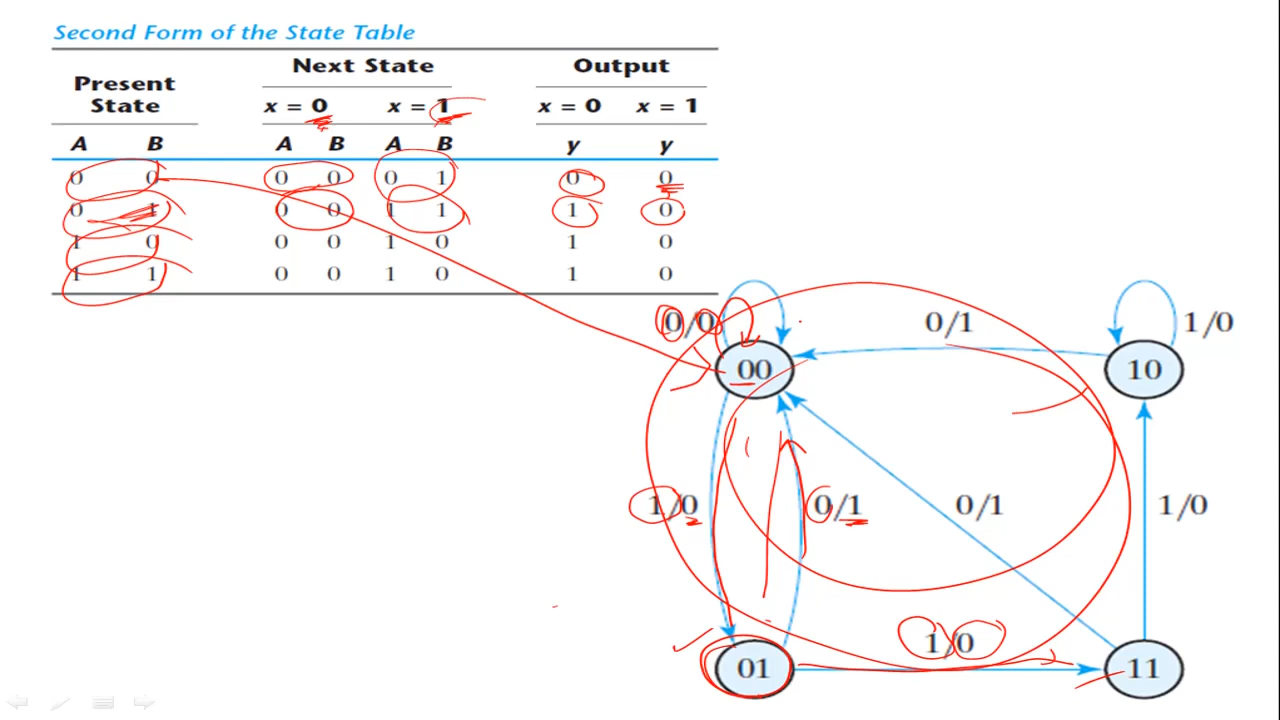 Second Form of the State Table
Present State Next State Output
x = 0 x = 1 x = 0 x = 1
A B A B A B y y
0 0 0 0 0 1 0 0
0 1 0 0 1 1 1 0
1 0 0 0 1 0 1 0
1 1 0 0 1 0 1 0
0/0 0/1 1/0
00 10
1/0 0/1 0/1 1/0
1/0
01 11